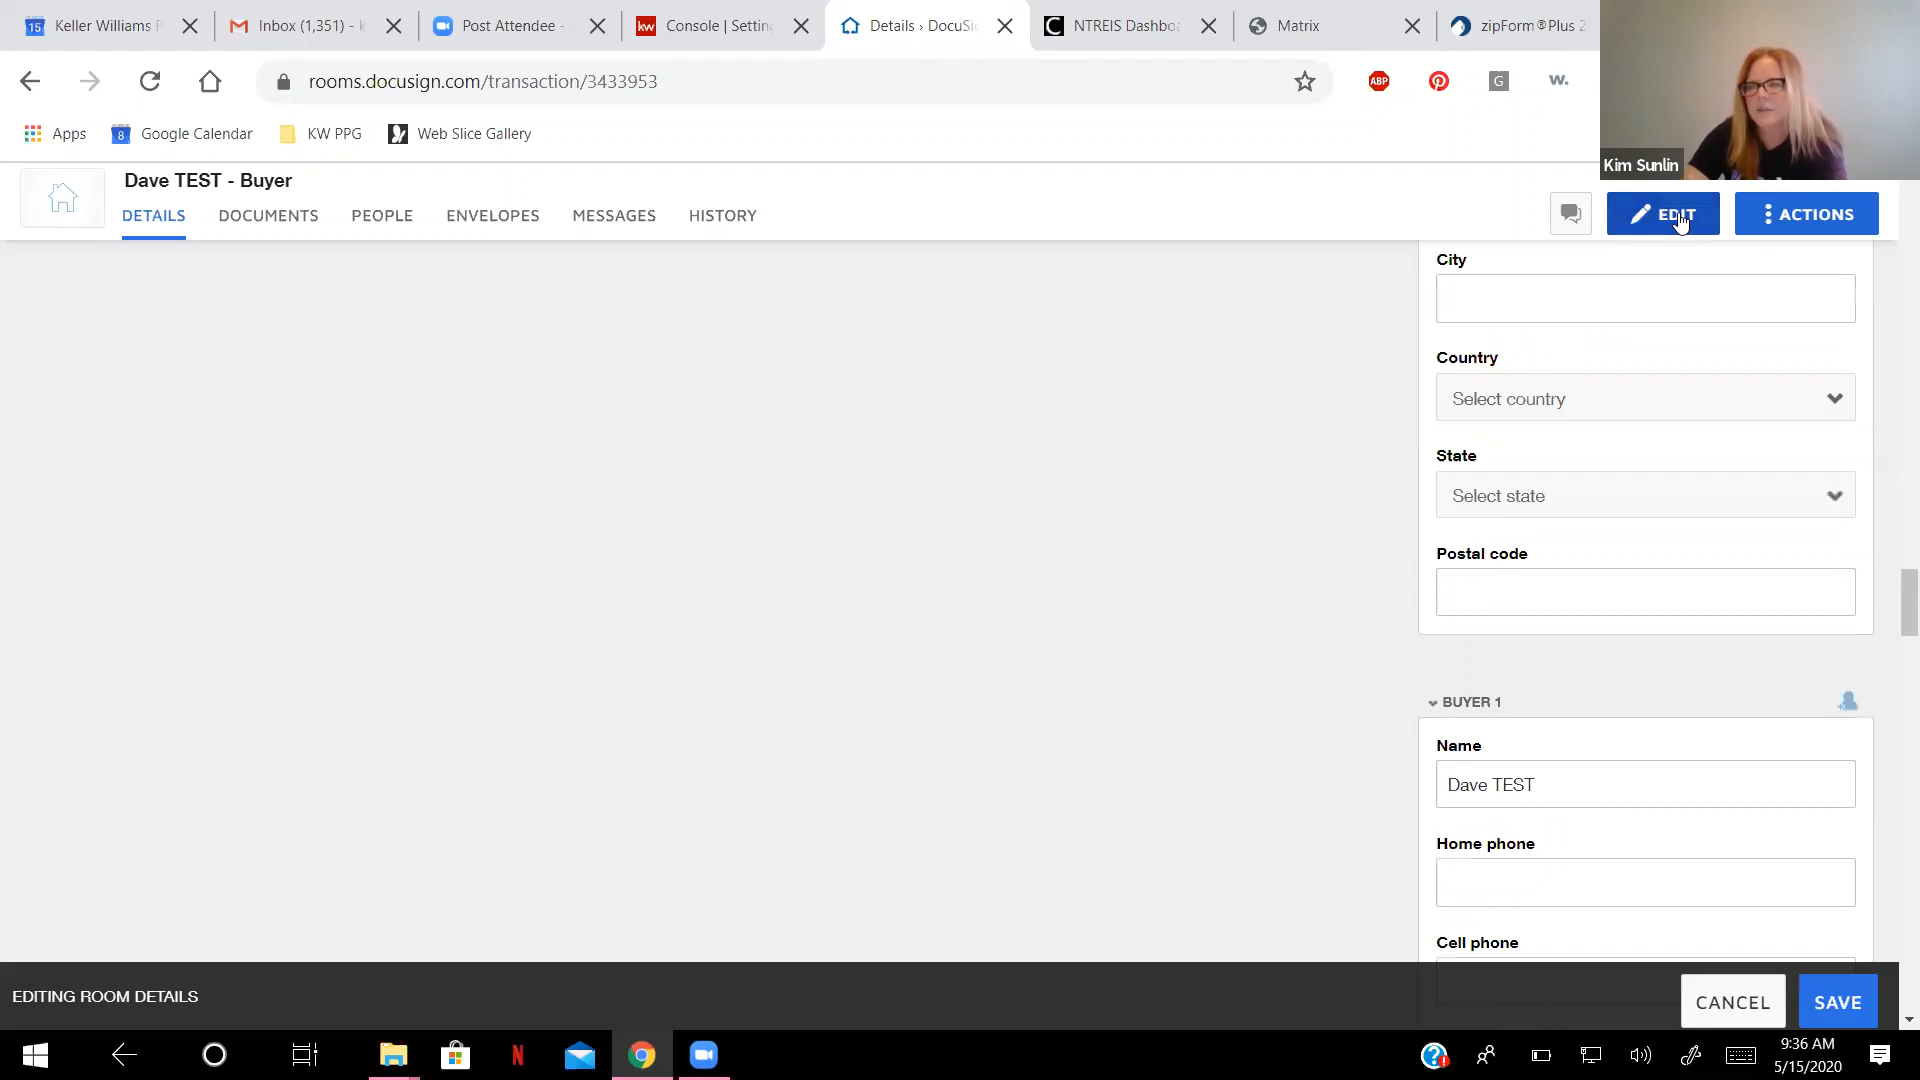 Keller Williams
Inbox (1,351) -
Post Attendee -
Console | Setting
Details › DocuSi
NTREIS Dashbo
Matrix
zipForm®Plus
rooms.docusign.com/transaction/3433953
ABP
G
w.
Apps
8
Google Calendar
KW PPG
Web Slice Gallery
Kim Sunlin
Dave TEST - Buyer
DETAILS
DOCUMENTS
PEOPLE
ENVELOPES
MESSAGES
HISTORY
EDIT
ACTIONS
City
Country
Select country
State
Select state
Postal code
BUYER 1
Name
Dave TEST
Home phone
Cell phone
EDITING ROOM DETAILS
CANCEL
SAVE
N
9:36 AM
5/15/2020